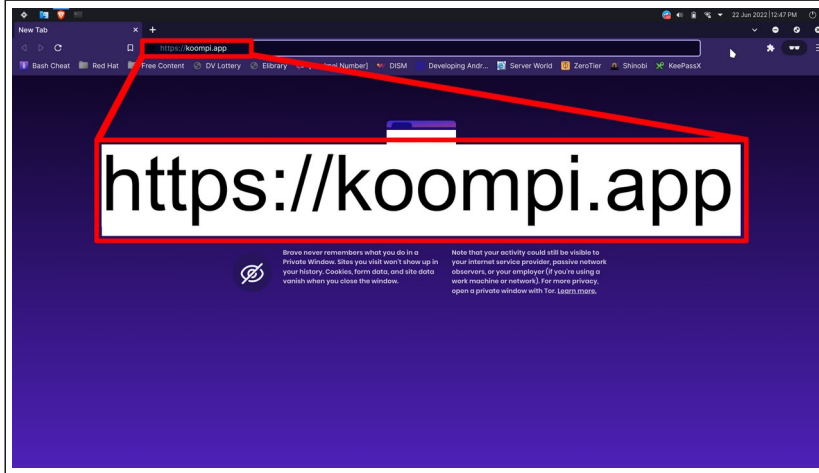 22 Jun 2022|12:47 PM
New Tab
https://koompi.app
Bash Cheat Red Hat Free Content DV Lottery Elibrary Number] DISM Developing Andr... Server World ZeroTier Shinobi KeePassX
https://koompi.app
Brave never remembers what you do in a
Private Window. Sites you visit won't show up in
your history. Cookies, form data, and site data
vanish when you close the window.
Note that your activity could still be visible to
your internet service provider, passive network
observers, or your employer (if you're using a
work machine or network). For more privacy,
open a private window with Tor. Learn more.